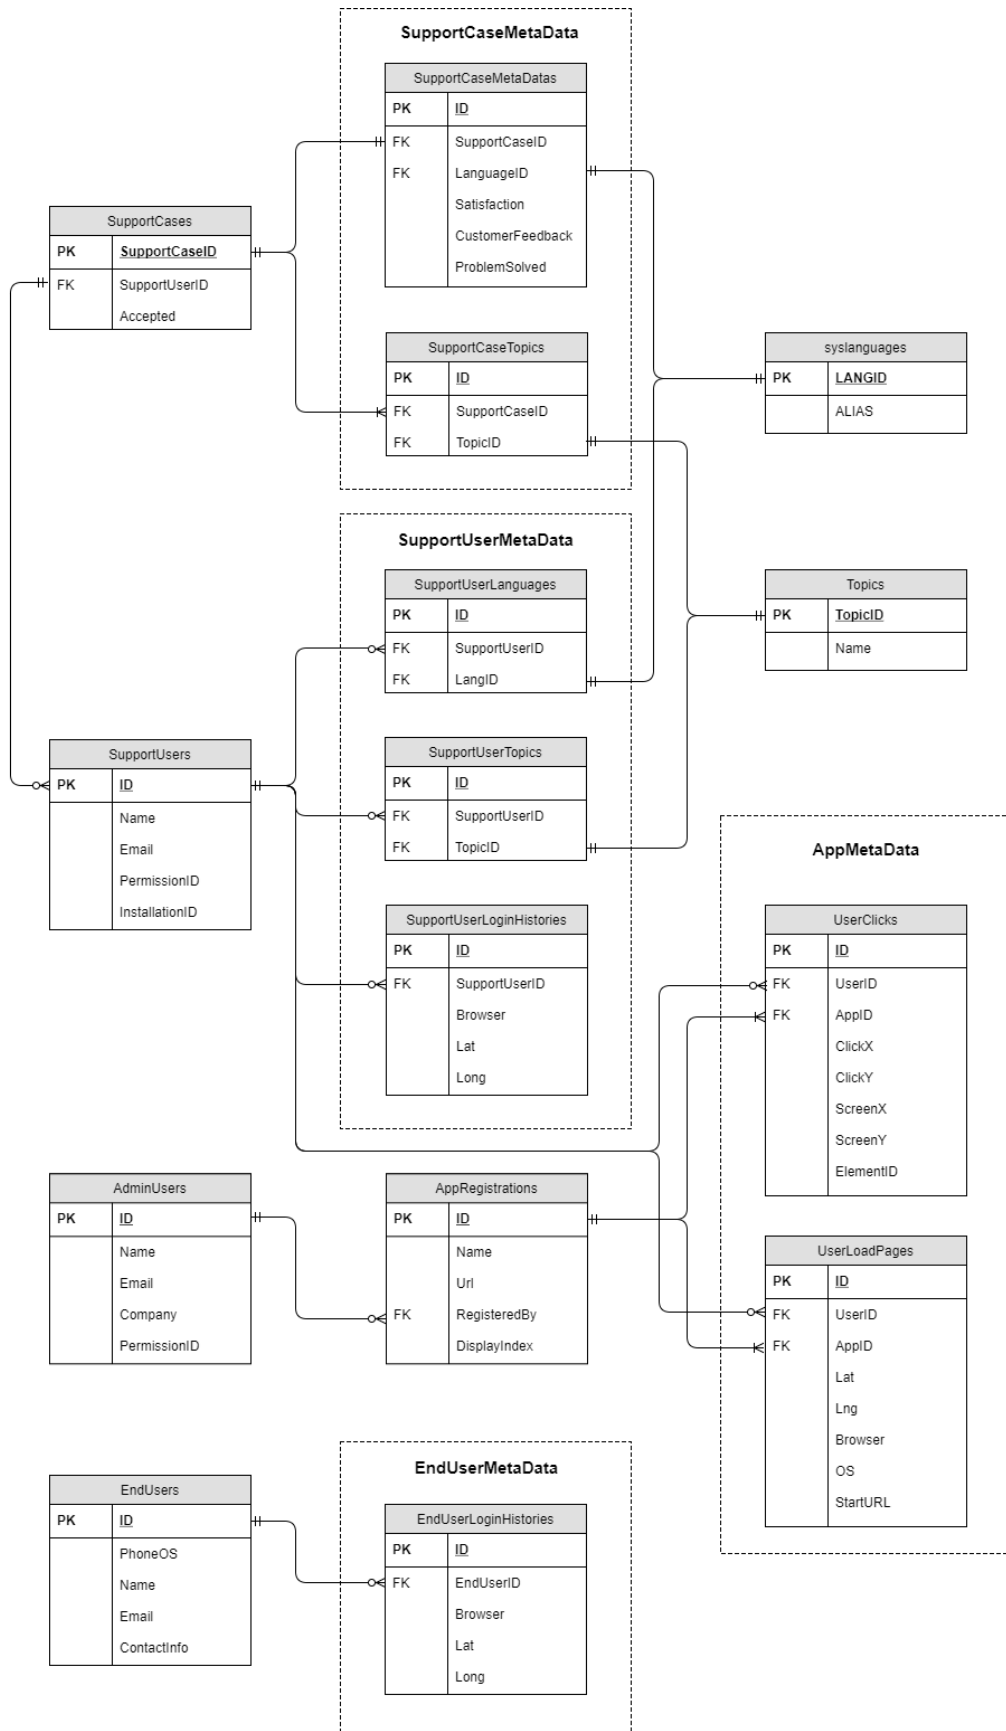 SupportCaseMetaData
SupportCaseMetaDatas
PK ID
FK SupportCaseID
FK LanguageID
Satisfaction
CustomerFeedback
ProblemSolved
SupportCases
PK SupportCaseID
FK SupportUserID
Accepted
SupportCaseTopics
PK ID
FK SupportCaseID
FK TopicID
syslanguages
PK LANGID
ALIAS
SupportUserMetaData
SupportUserLanguages
PK ID
FK SupportUserID
FK LangID
Topics
PK TopicID
Name
SupportUsers
PK ID
Name
Email
PermissionID
InstallationID
SupportUserTopics
PK ID
FK SupportUserID
FK TopicID
SupportUserLoginHistories
PK ID
FK SupportUserID
Browser
Lat
Long
AppMetaData
UserClicks
PK ID
FK UserID
FK AppID
ClickX
ClickY
ScreenX
ScreenY
ElementID
AdminUsers
PK ID
Name
Email
Company
PermissionID
AppRegistrations
PK ID
Name
Url
FK RegisteredBy
DisplayIndex
UserLoadPages
PK ID
FK UserID
FK AppID
Lat
Lng
Browser
OS
StartURL
EndUsers
PK ID
PhoneOS
Name
Email
ContactInfo
EndUserMetaData
EndUserLoginHistories
PK ID
FK EndUserID
Browser
Lat
Long